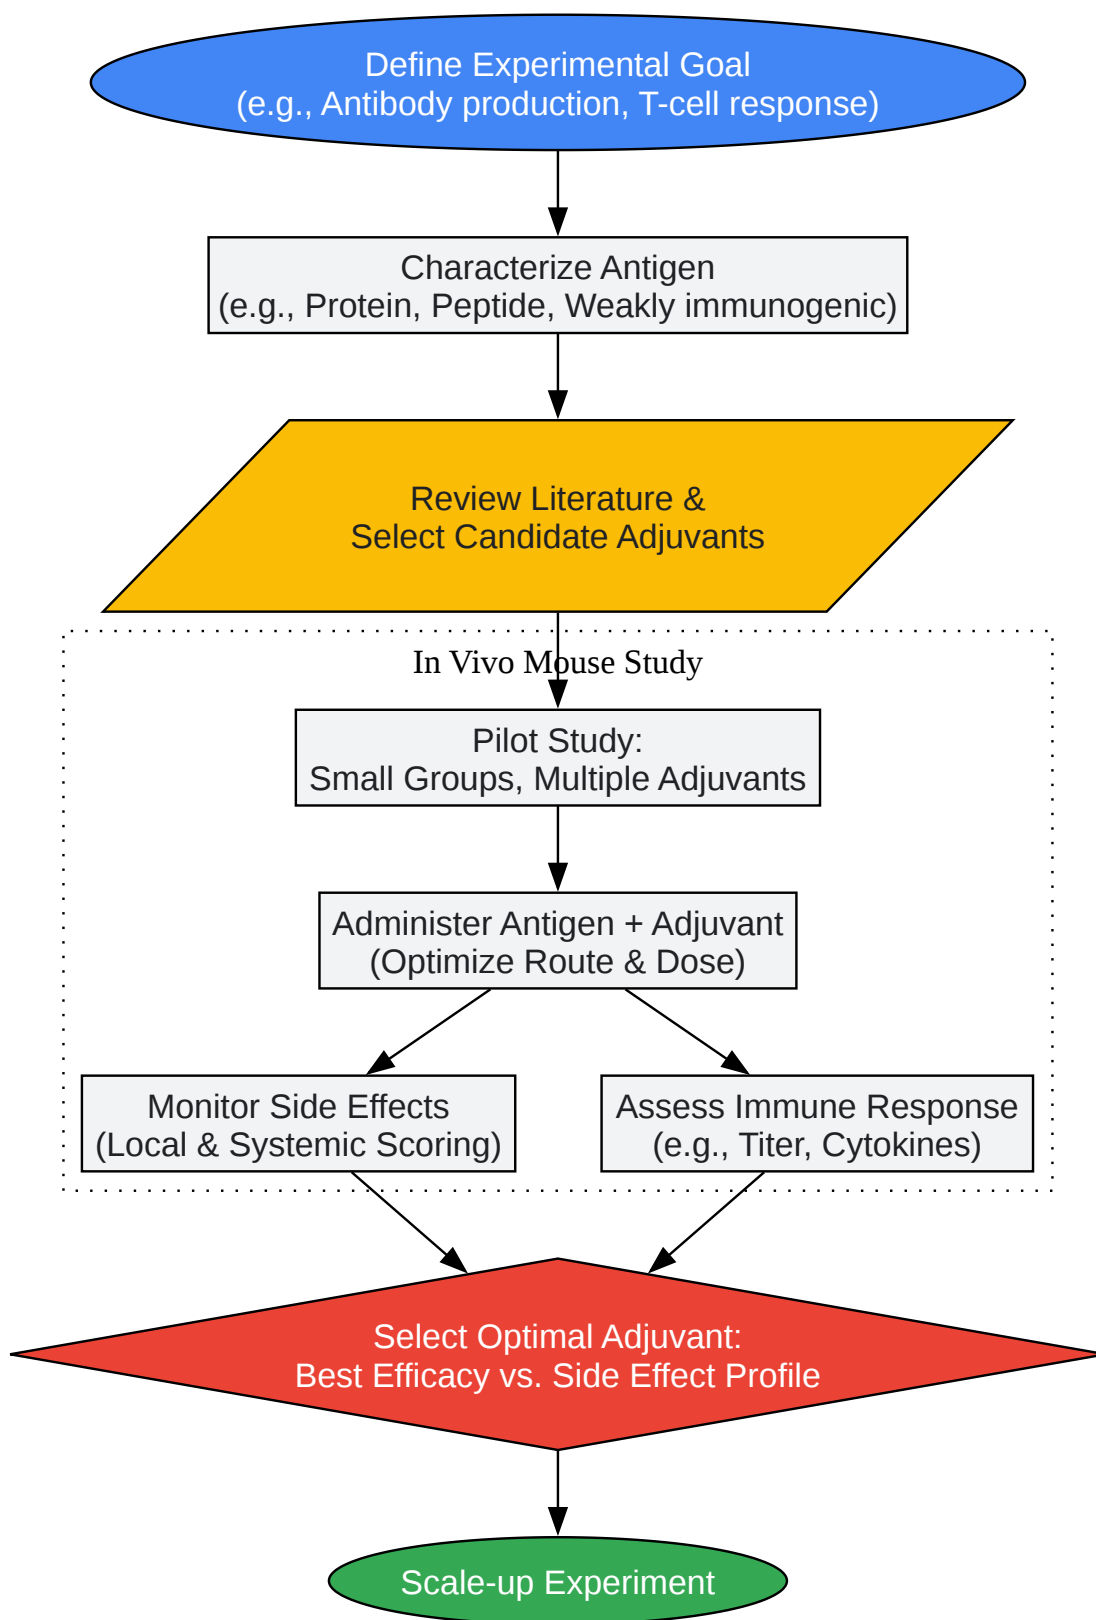 Define Experimental Goal
(e.g., Antibody production, T-cell response)
Characterize Antigen
(e.g., Protein, Peptide, Weakly immunogenic)
Review Literature &
Select Candidate Adjuvants
In Vivo Mouse Study
Pilot Study:
Small Groups, Multiple Adjuvants
Administer Antigen + Adjuvant
(Optimize Route & Dose)
Monitor Side Effects
(Local & Systemic Scoring)
Assess Immune Response
(e.g., Titer, Cytokines)
Select Optimal Adjuvant:
Best Efficacy vs. Side Effect Profile
Scale-up Experiment